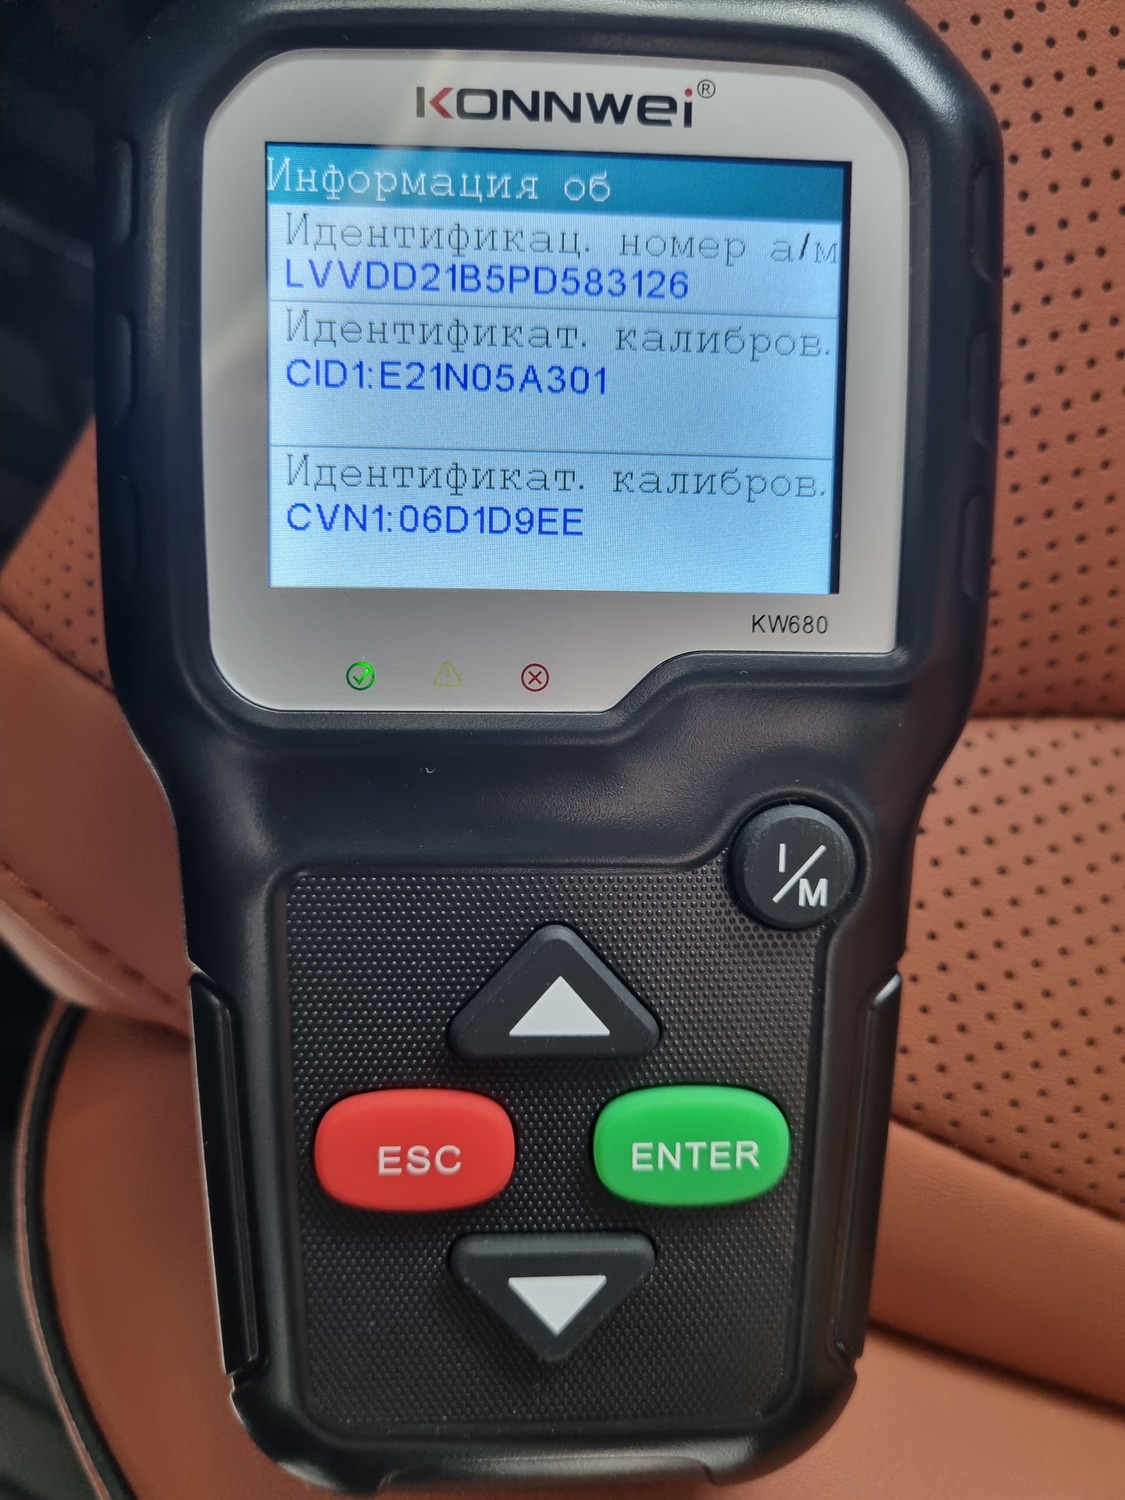 KONNWEI®
Информация об
Идентификац. номер а/м
LVVDD21B5PD583126
Идентификат. калибров.
CID1:E21N05A301
Идентификат. калибров.
CVN1:06D1D9EE
KW680
I/M
ESC
ENTER